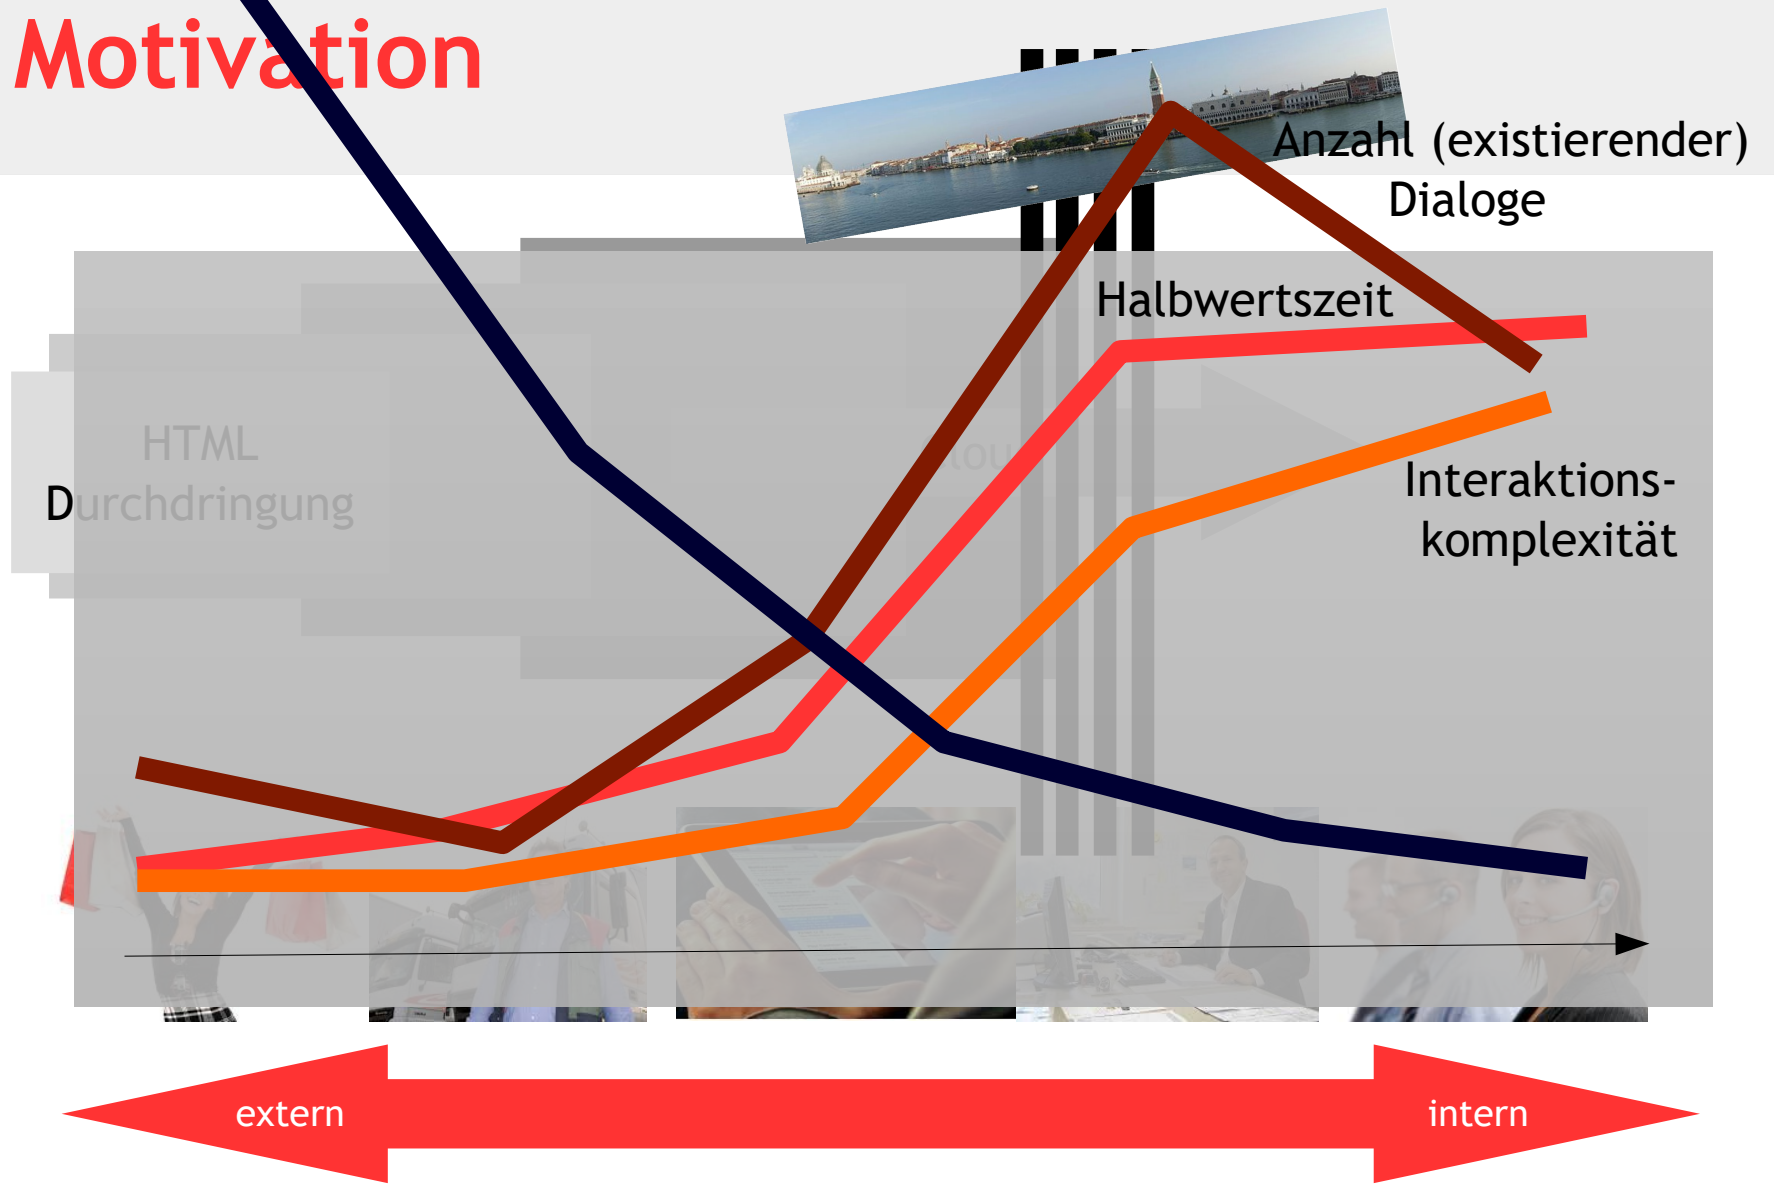 Motivation
Anzahl (existierender)
Dialoge
Halbwertszeit
HTML
Durchdringung
Interaktions-
komplexität
extern
intern